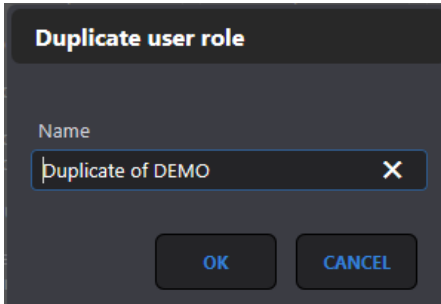 Duplicate user role
Name
Duplicate of DEMO
OK
CANCEL